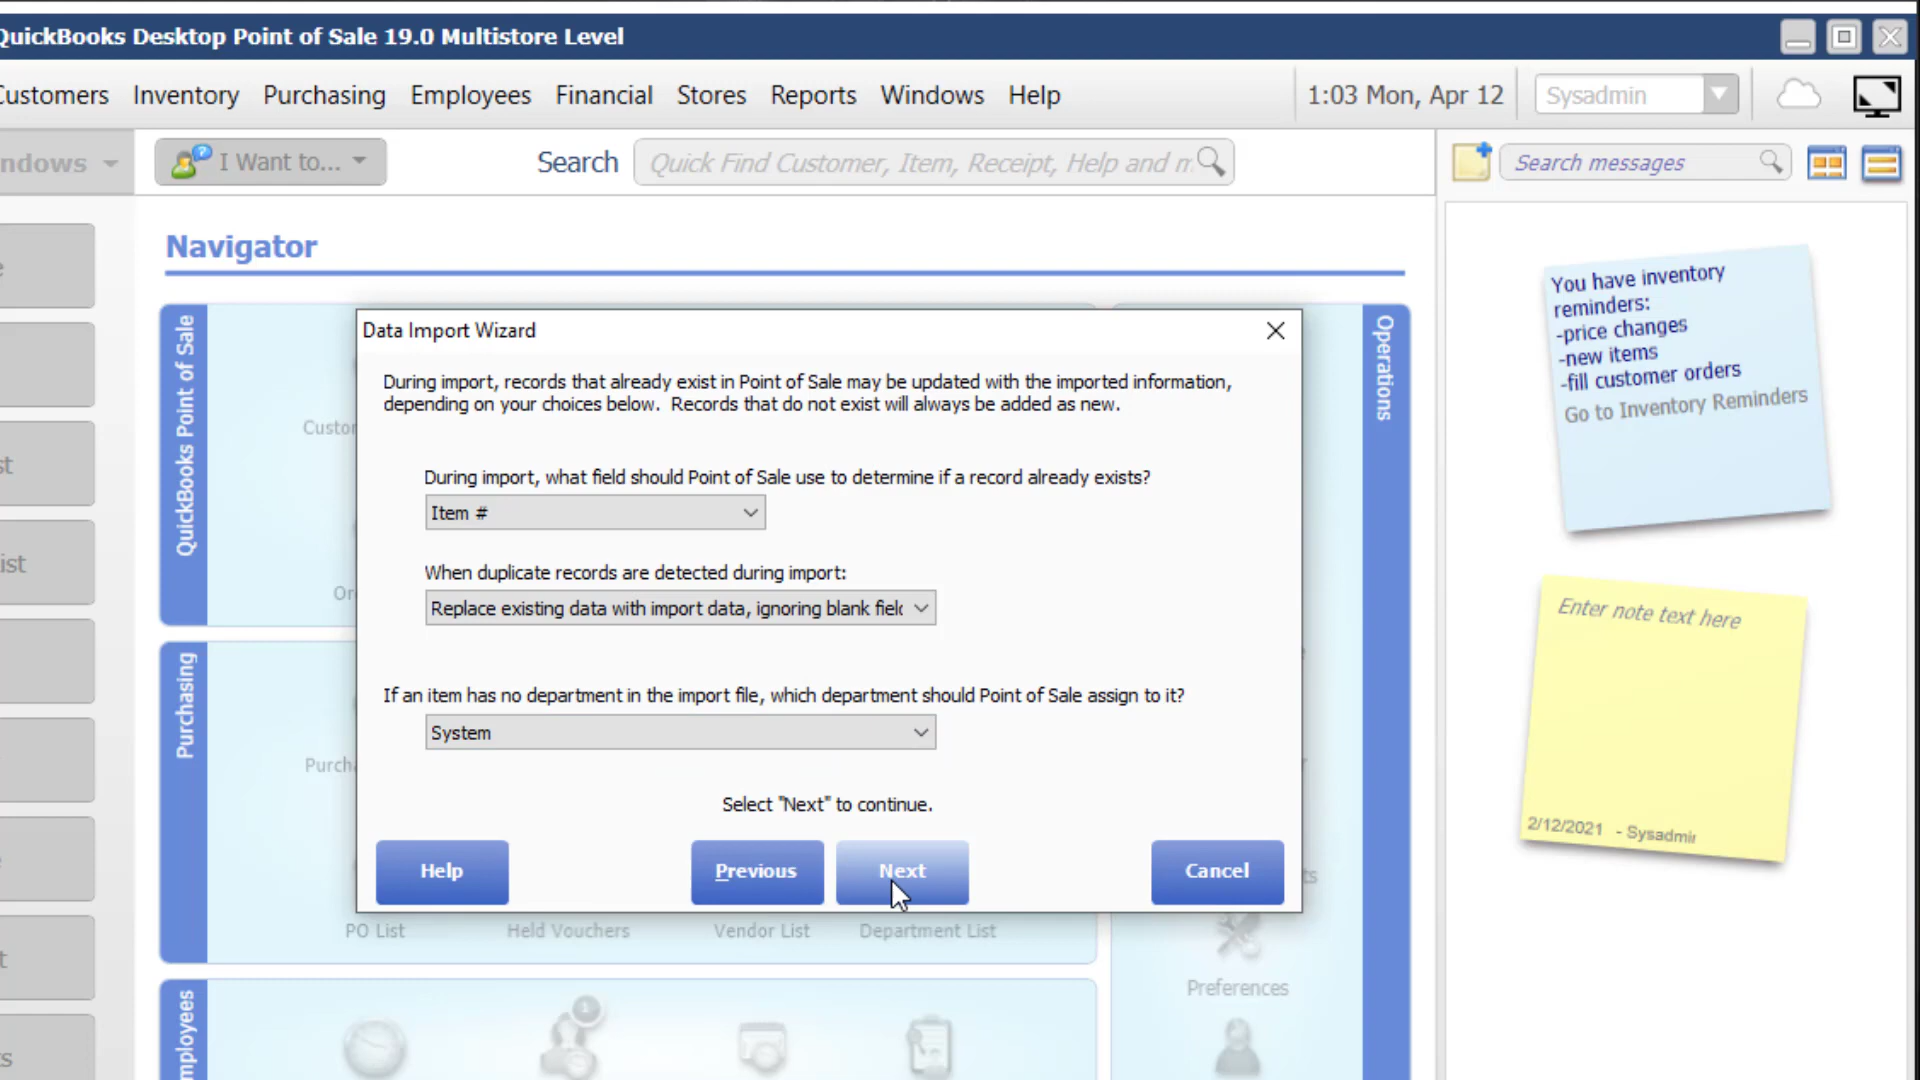 QuickBooks Desktop Point of Sale 19.0 Multistore Level
Customers Inventory Purchasing Employees Financial Stores Reports Windows Help
1:03 Mon, Apr 12
Sysadmin
ndows
I Want to...
Search
Quick Find Customer, Item, Receipt, Help and m
Search messages
Navigator
QuickBooks Point of Sale
Purchasing
mployees
Operations
Custor
Or
Purcha
e
t
st
ist
e
t
s
Data Import Wizard
During import, records that already exist in Point of Sale may be updated with the imported information,
depending on your choices below. Records that do not exist will always be added as new.
During import, what field should Point of Sale use to determine if a record already exists?
Item #
When duplicate records are detected during import:
Replace existing data with import data, ignoring blank field
If an item has no department in the import file, which department should Point of Sale assign to it?
System
Select "Next" to continue.
Help
Previous
Next
Cancel
PO List
Held Vouchers
Vendor List
Department List
ts
Preferences
1
You have inventory
reminders:
-price changes
-new items
-fill customer orders
Go to Inventory Reminders
Enter note text here
2/12/2021 - Sysadmin